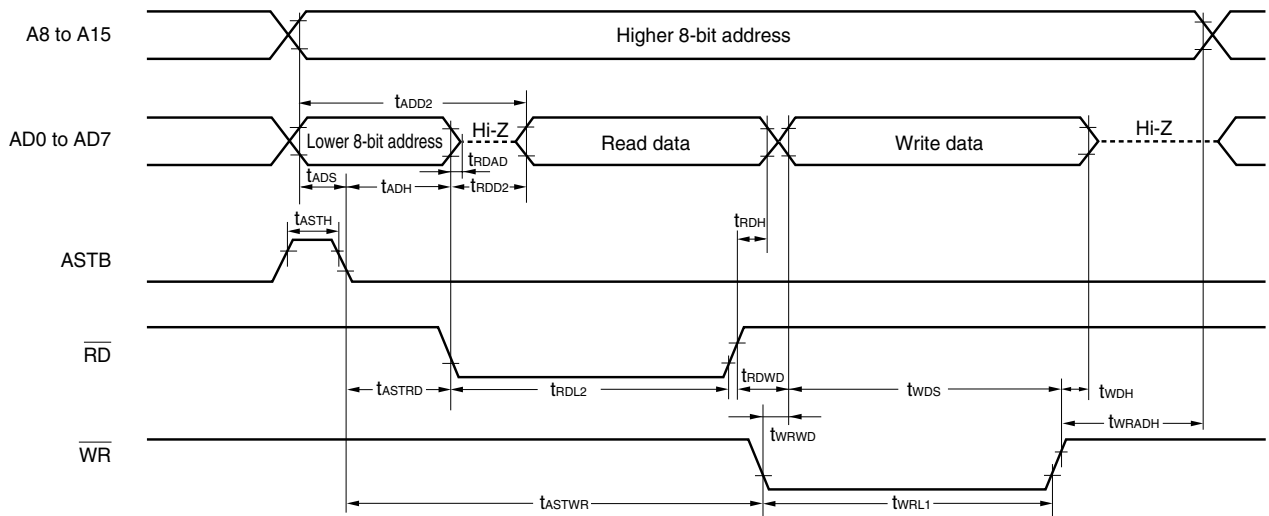 A8 to A15
Higher 8-bit address
tADD2
AD0 to AD7
Lower 8-bit address
Hi-Z
Read data
Write data
Hi-Z
tRDAD
tADS
tADH
tRDD2
tASTH
tRDH
ASTB
RD
tASTRD
tRDL2
tRDWD
tWDS
tWDH
tWRWD
tWRADH
WR
tASTWR
tWRL1